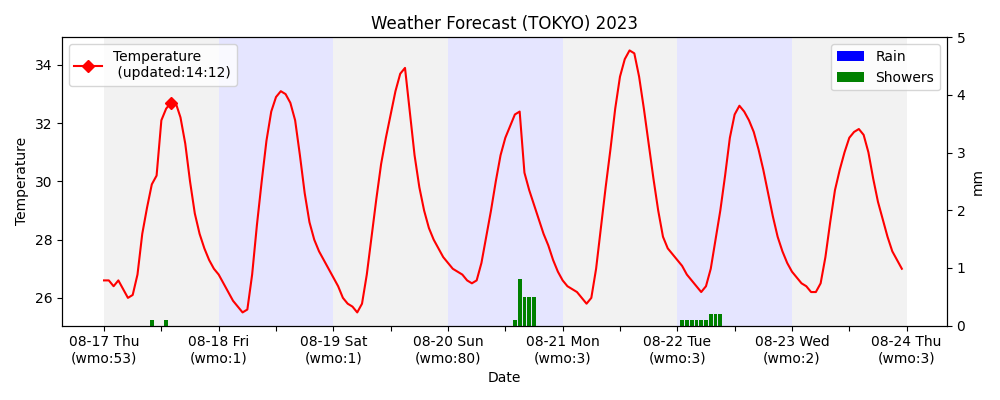 Weather Forecast (TOKYO) 2023
Temperature
(updated:14:12)
Rain
Showers
34
32
30
28
26
Temperature
5
4
3
2
1
0
mm
08-17 Thu
(wmo:53)
08-18 Fri
(wmo:1)
08-19 Sat
(wmo:1)
08-20 Sun
(wmo:80)
08-21 Mon
(wmo:3)
08-22 Tue
(wmo:3)
08-23 Wed
(wmo:2)
08-24 Thu
(wmo:3)
Date